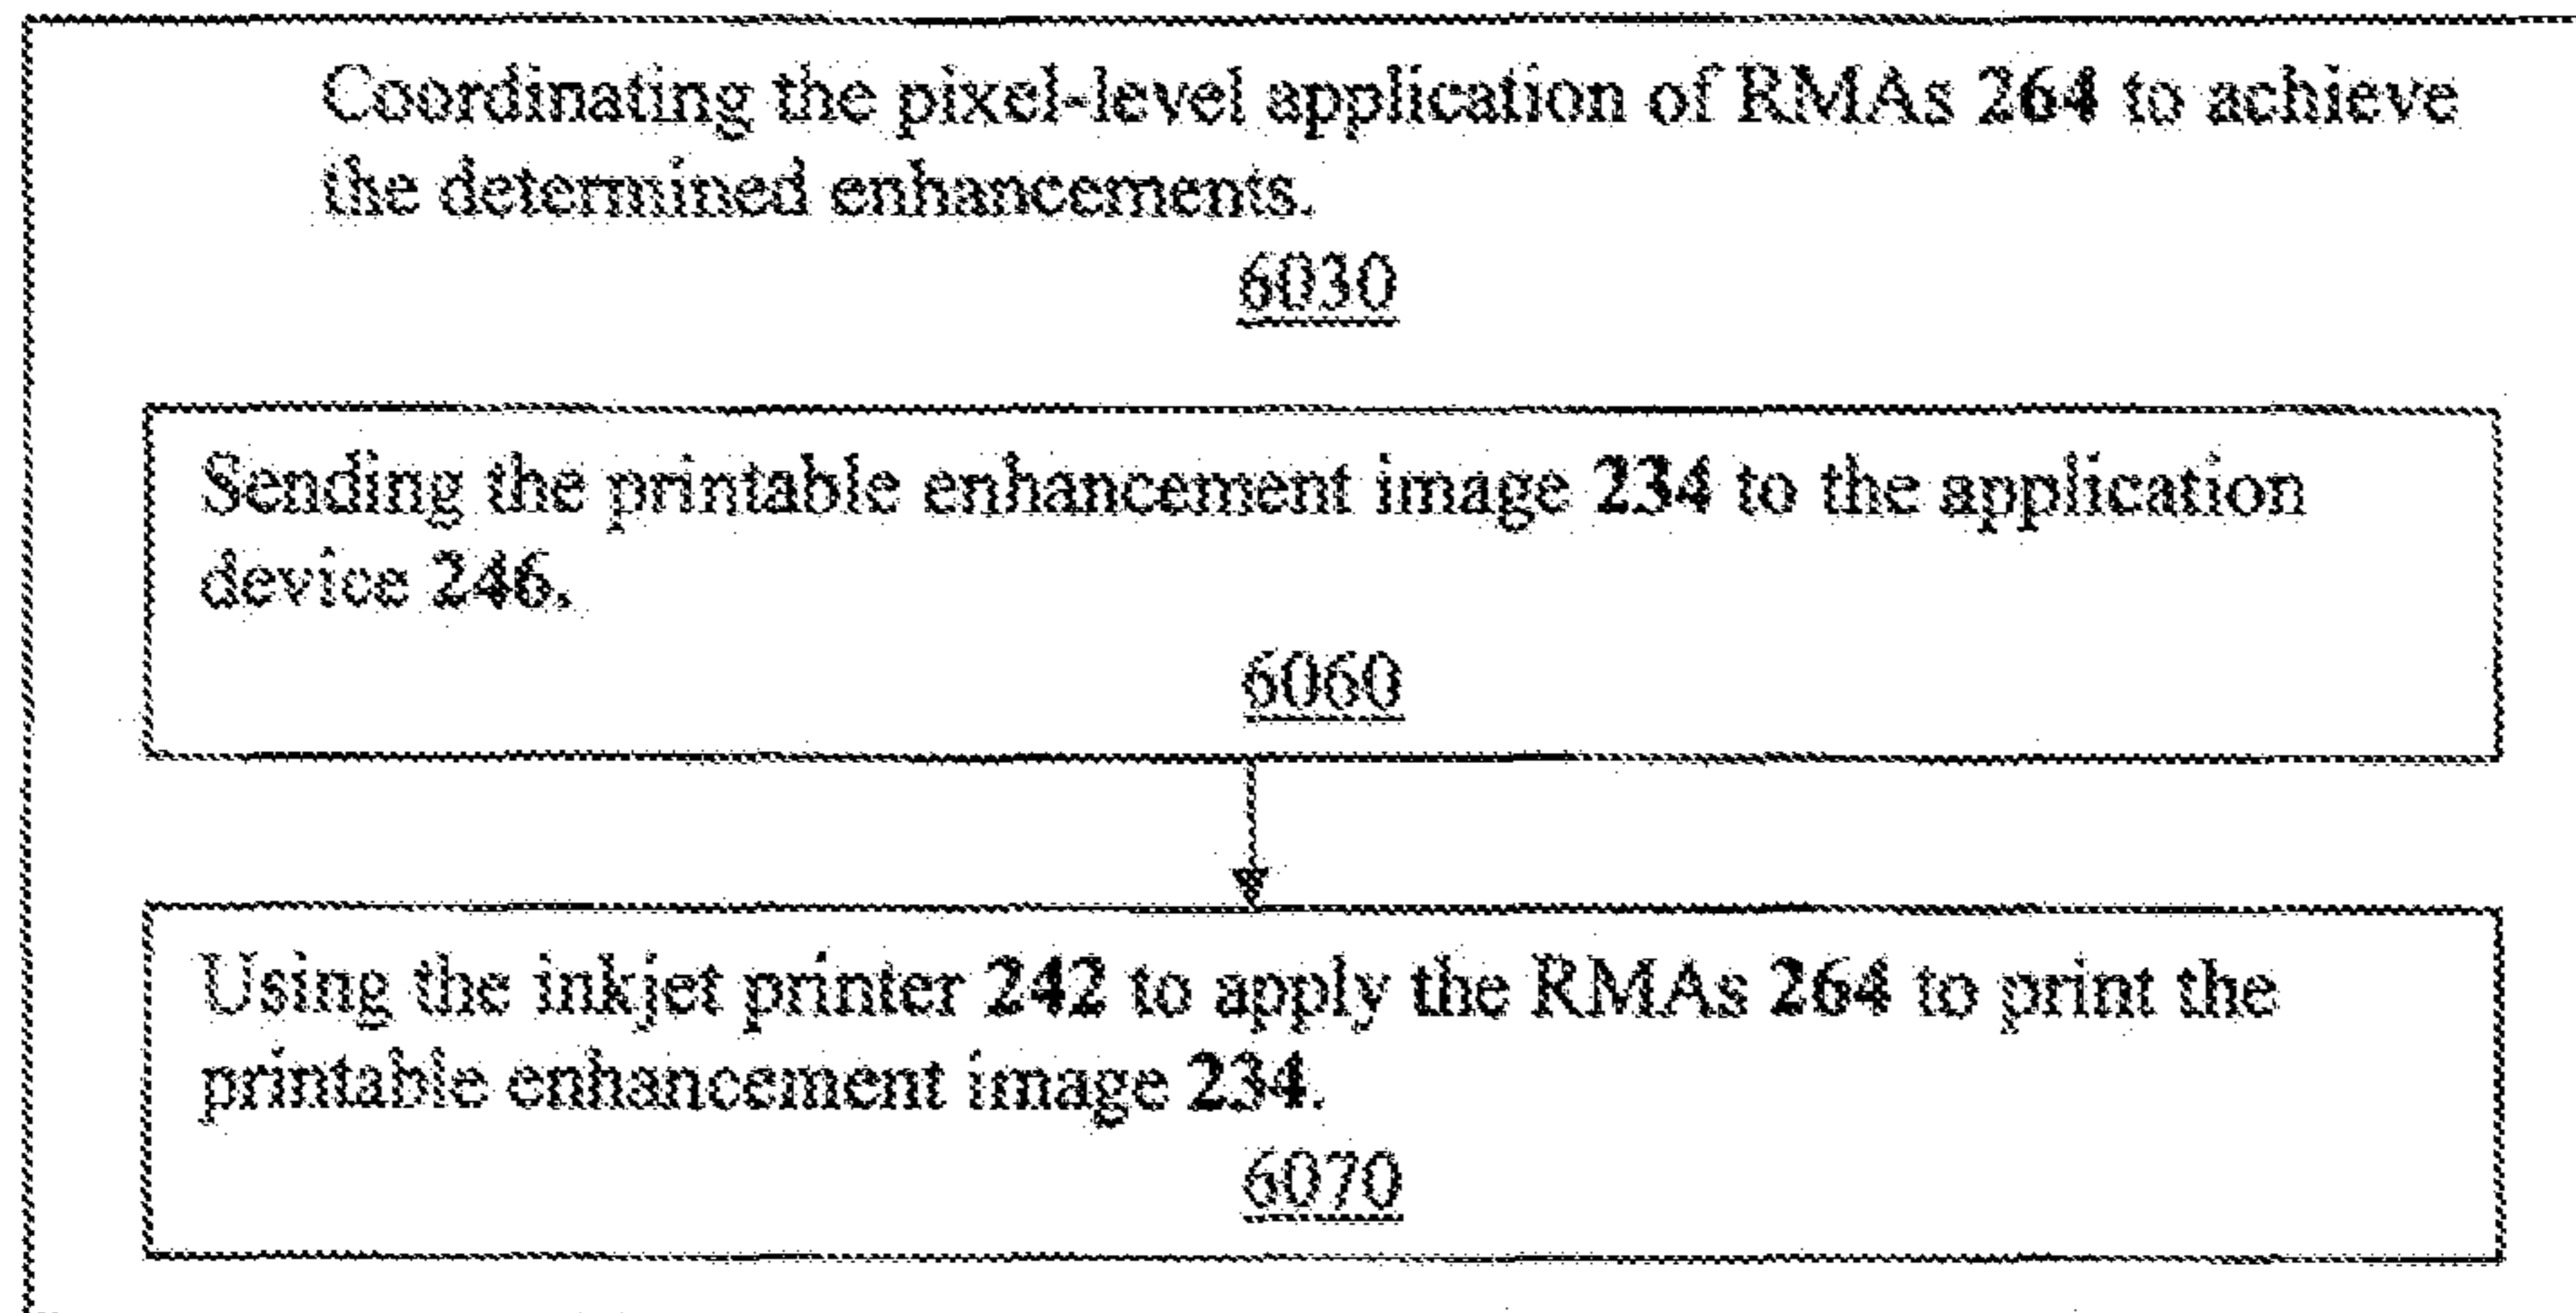 Coordinating the pixel-level application of RMAs 264 to achieve
the determined enhancements.
6030
Sending the printable enhancement image 234 to the application
device 246.
6060
Using the inkjet printer 242 to apply the RMAs 264 to print the
printable enhancement image 234.
6070